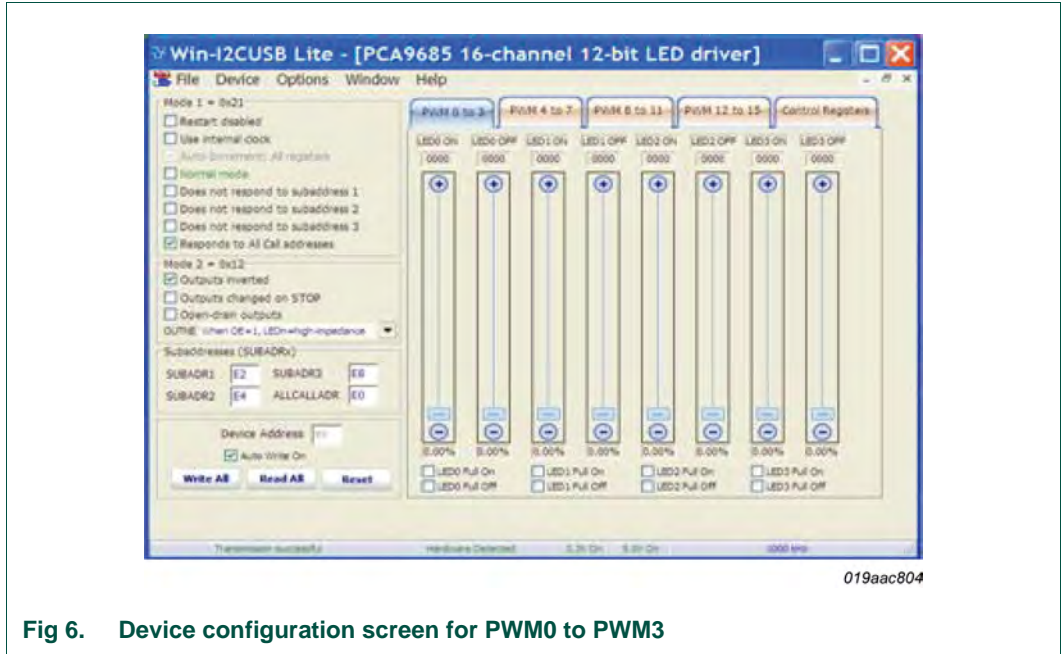 Win-I2CUSB Lite - [PCA9685 16-channel 12-bit LED driver]
File Device Options Window Help
Mode 1 = 0x21
Restart disabled
Use internal clock
Auto-Increment: All registers
Normal mode
Does not respond to subaddress 1
Does not respond to subaddress 2
Does not respond to subaddress 3
Responds to All Call addresses
Mode 2 = 0x12
Outputs inverted
Outputs changed on STOP
Open-drain outputs
OUTNE When OE=1, LEDn=high-impedance
Subaddresses (SUBADRx)
SUBADR1 E2 SUBADR3 E8
SUBADR2 E4 ALLCALLADR E0
Device Address
Auto Write On
Write All Read All Reset
PWM 0 to 3 PWM 4 to 7 PWM 8 to 11 PWM 12 to 15 Control Registers
LED0 ON LED0 OFF LED1 ON LED1 OFF LED2 ON LED2 OFF LED3 ON LED3 OFF
0000 0000 0000 0000 0000 0000 0000 0000
0.00% 0.00% 0.00% 0.00% 0.00% 0.00% 0.00% 0.00%
LED0 Full On LED1 Full On LED2 Full On LED3 Full On
LED0 Full Off LED1 Full Off LED2 Full Off LED3 Full Off
Transmission successful Hardware Detected 3.3V On 5.0V On 1000 kHz
019aac804
Fig 6. Device configuration screen for PWM0 to PWM3